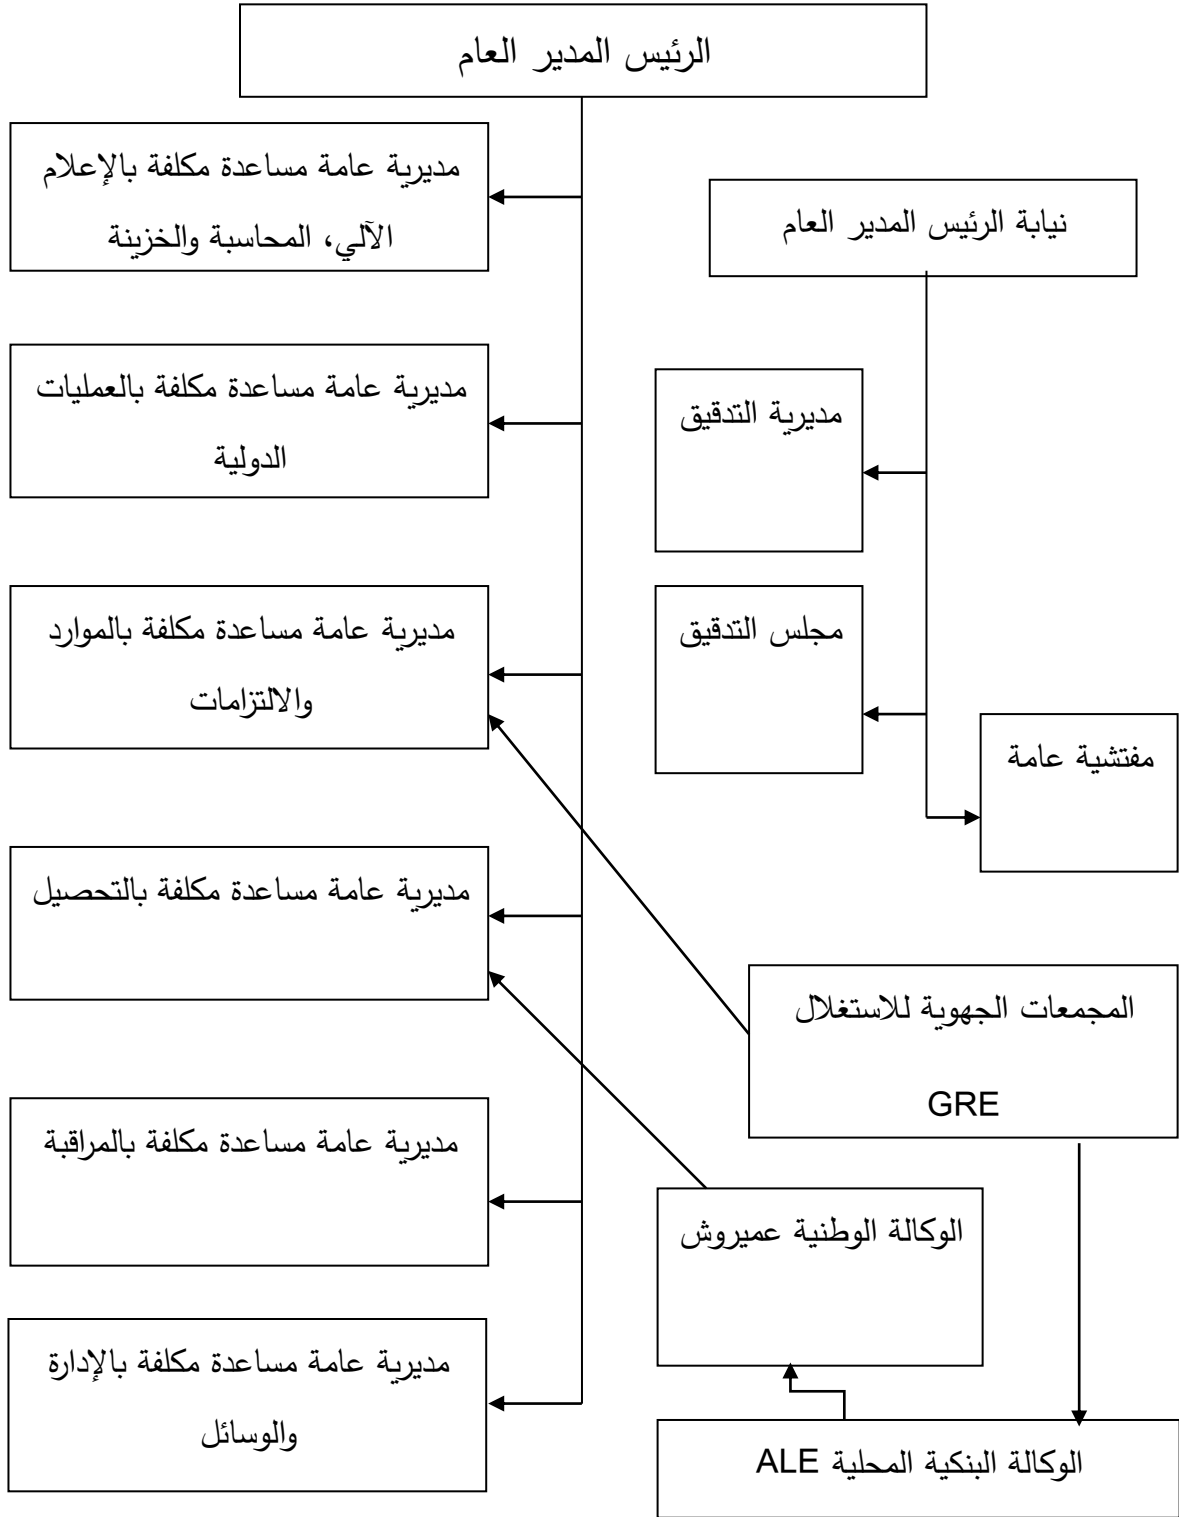 الرئيس المدير العام
مديرية عامة مساعدة مكلفة بالإعلام
الآلي، المحاسبة والخزينة
نيابة الرئيس المدير العام
مديرية عامة مساعدة مكلفة بالعمليات
الدولية
مديرية التدقيق
مديرية عامة مساعدة مكلفة بالموارد
والالتزامات
مجلس التدقيق
مفتشية عامة
مديرية عامة مساعدة مكلفة بالتحصيل
المجمعات الجهوية للاستغلال
GRE
مديرية عامة مساعدة مكلفة بالمراقبة
الوكالة الوطنية عميروش
مديرية عامة مساعدة مكلفة بالإدارة
والوسائل
الوكالة البنكية المحلية ALE